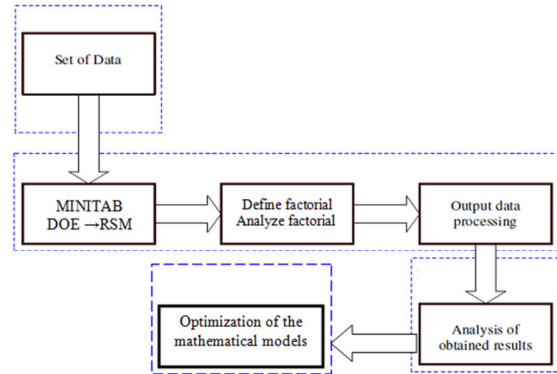 Set of Data
MINITAB
DOE →RSM
Define factorial
Analyze factorial
Output data
processing
Optimization of the
mathematical models
Analysis of
obtained results